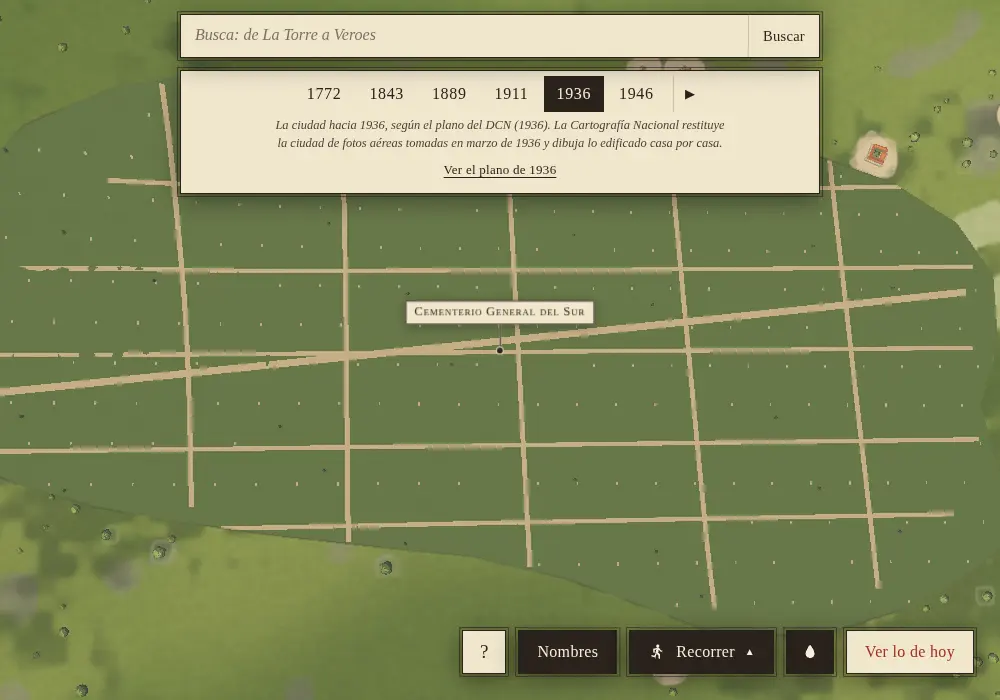 Busca: de La Torre a Veroes
Buscar
1772 1843 1889 1911 1936 1946 ▶
La ciudad hacia 1936, según el plano del DCN (1936). La Cartografía Nacional restituye
la ciudad de fotos aéreas tomadas en marzo de 1936 y dibuja lo edificado casa por casa.
Ver el plano de 1936
Cementerio General del Sur
?
Nombres
Recorrer ▲
Ver lo de hoy